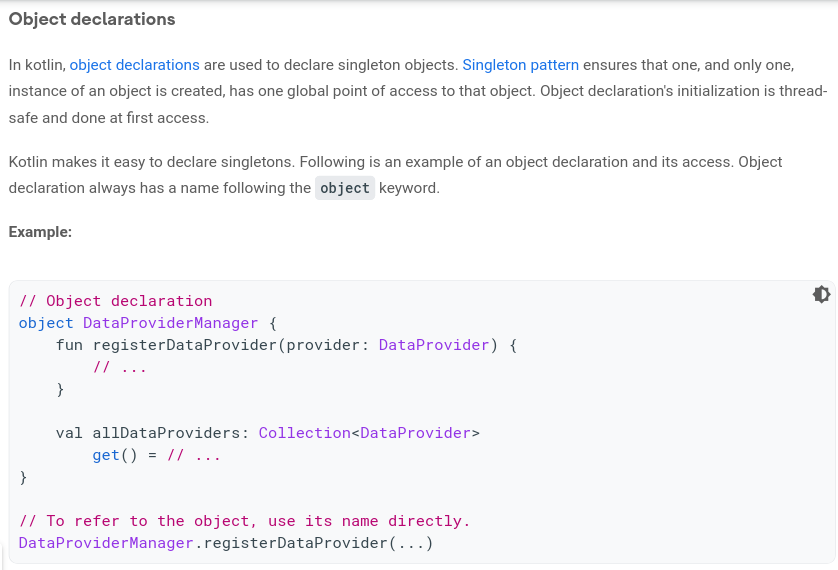 Object declarations
In kotlin, object declarations are used to declare singleton objects. Singleton pattern ensures that one, and only one,
instance of an object is created, has one global point of access to that object. Object declaration's initialization is thread-
safe and done at first access.
Kotlin makes it easy to declare singletons. Following is an example of an object declaration and its access. Object
declaration always has a name following the object keyword.
Example:
// Object declaration
object DataProviderManager {
    fun registerDataProvider(provider: DataProvider) {
        // ...
    }

    val allDataProviders: Collection<DataProvider>
        get() = // ...
}

// To refer to the object, use its name directly.
DataProviderManager.registerDataProvider(...)